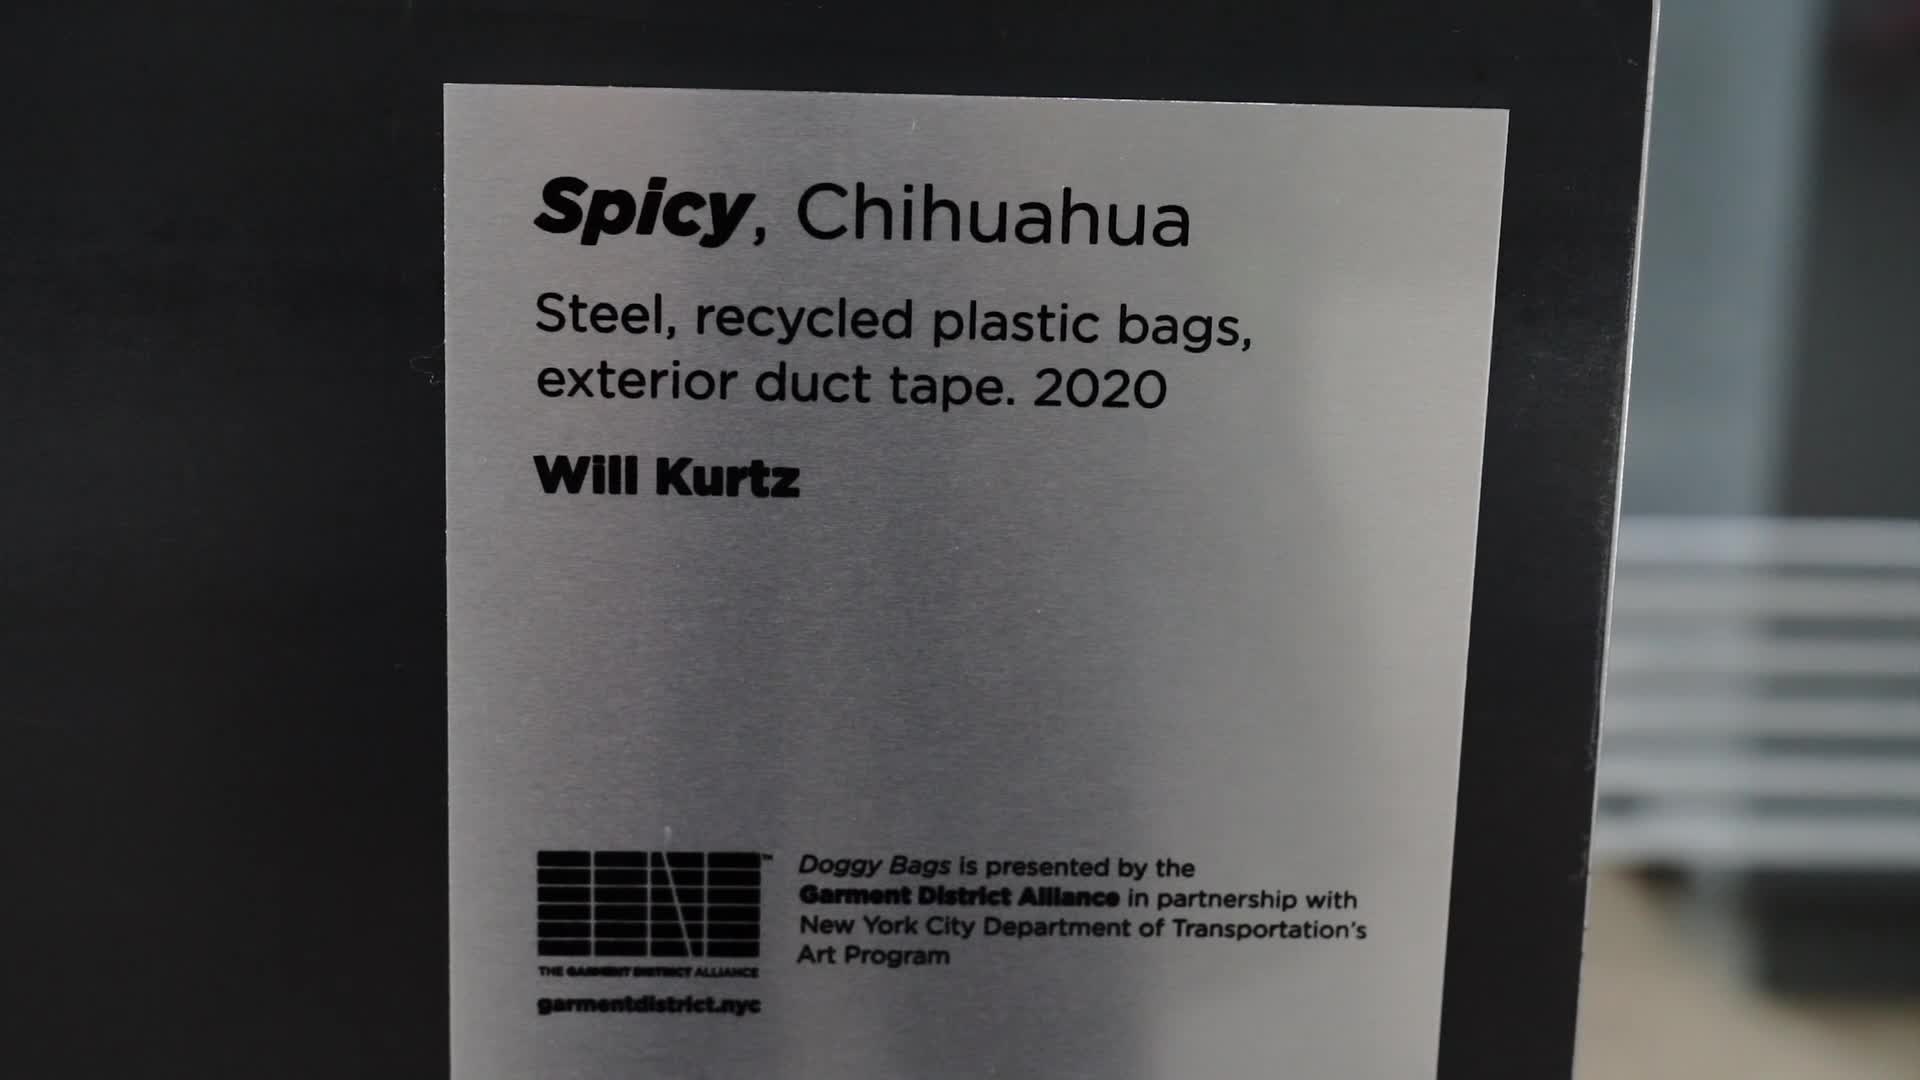 Spicy, Chihuahua
Steel, recycled plastic bags,
exterior duct tape. 2020
Will Kurtz
™
THE GARMENT DISTRICT ALLIANCE
garmentdistrict.nyc
Doggy Bags is presented by the
Garment District Alliance in partnership with
New York City Department of Transportation's
Art Program